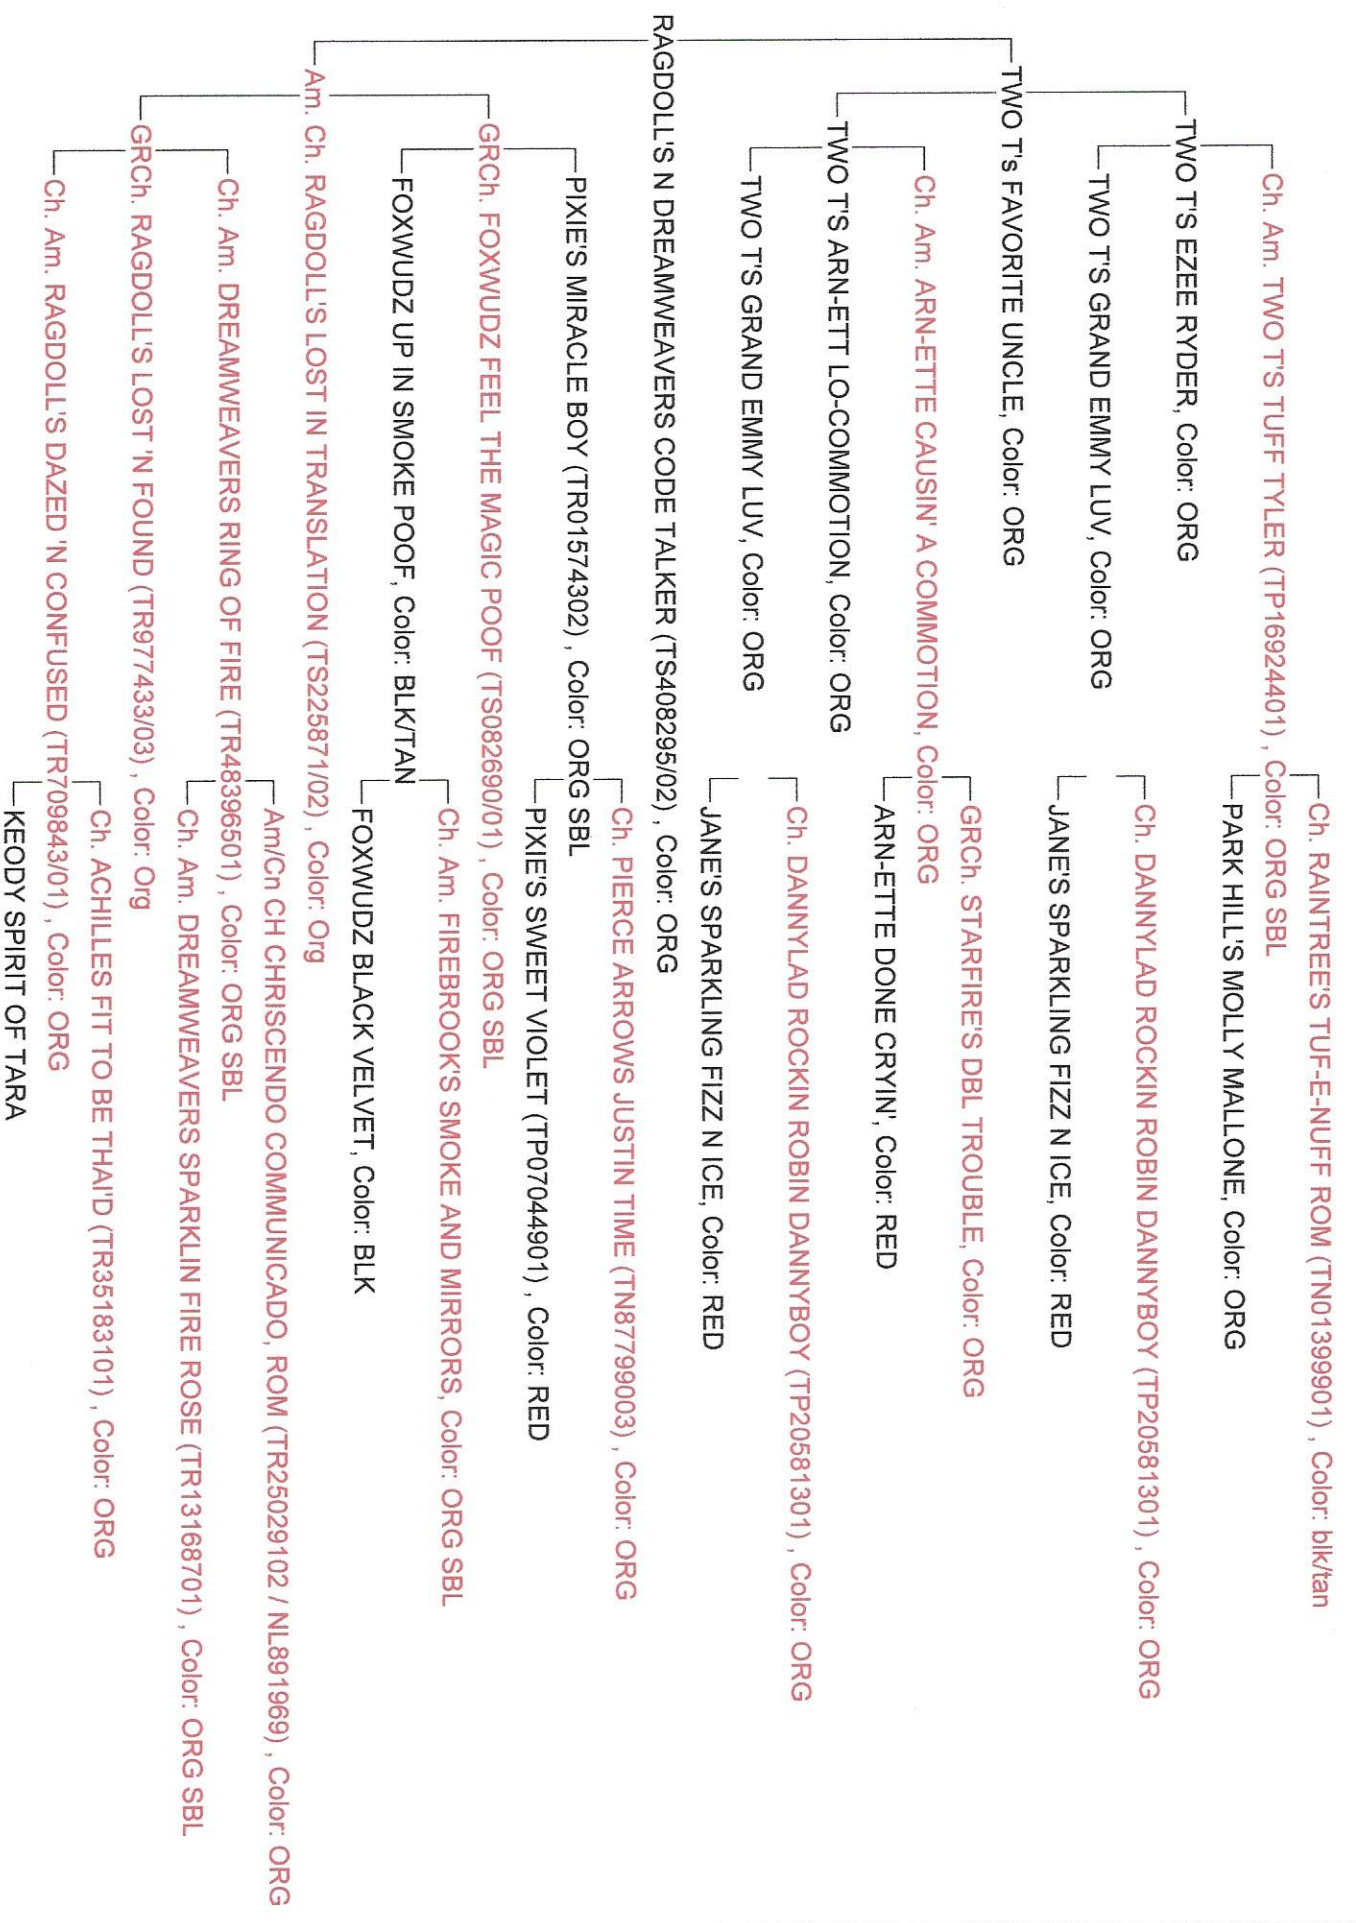 Ch. RAINTREE'S TUF-E-NUFF ROM (TN01399901) , Color: blk/tan
Ch. Am. TWO T'S TUFF TYLER (TP16924401) , Color: ORG SBL
PARK HILL'S MOLLY MALLONE, Color: ORG
TWO T'S EZEE RYDER, Color: ORG
Ch. DANNYLAD ROCKIN ROBIN DANNYBOY (TP20581301) , Color: ORG
TWO T'S GRAND EMMY LUV, Color: ORG
JANE'S SPARKLING FIZZ N ICE, Color: RED
TWO T's FAVORITE UNCLE, Color: ORG
GRCh. STARFIRE'S DBL TROUBLE, Color: ORG
Ch. Am. ARN-ETTE CAUSIN' A COMMOTION, Color: ORG
ARN-ETTE DONE CRYIN', Color: RED
TWO T'S ARN-ETT LO-COMMOTION, Color: ORG
Ch. DANNYLAD ROCKIN ROBIN DANNYBOY (TP20581301) , Color: ORG
TWO T'S GRAND EMMY LUV, Color: ORG
JANE'S SPARKLING FIZZ N ICE, Color: RED
RAGDOLL'S N DREAMWEAVERS CODE TALKER (TS408295/02) , Color: ORG
Ch. PIERCE ARROWS JUSTIN TIME (TN87799003) , Color: ORG
PIXIE'S MIRACLE BOY (TR01574302) , Color: ORG SBL
PIXIE'S SWEET VIOLET (TP07044901) , Color: RED
GRCh. FOXWUDZ FEEL THE MAGIC POOF (TS082690/01) , Color: ORG SBL
Ch. Am. FIREBROOK'S SMOKE AND MIRRORS, Color: ORG SBL
FOXWUDZ UP IN SMOKE POOF, Color: BLK/TAN
FOXWUDZ BLACK VELVET, Color: BLK
Am. Ch. RAGDOLL'S LOST IN TRANSLATION (TS225871/02) , Color: Org
Am/Cn CH CHRISCENDO COMMUNICADO, ROM (TR25029102 / NL891969) , Color: ORG
Ch. Am. DREAMWEAVERS RING OF FIRE (TR48396501) , Color: ORG SBL
Ch. Am. DREAMWEAVERS SPARKLIN FIRE ROSE (TR13168701) , Color: ORG SBL
GRCh. RAGDOLL'S LOST 'N FOUND (TR977433/03) , Color: Org
Ch. ACHILLES FIT TO BE THAI'D (TR35183101) , Color: ORG
Ch. Am. RAGDOLL'S DAZED 'N CONFUSED (TR709843/01) , Color: ORG
KEODY SPIRIT OF TARA